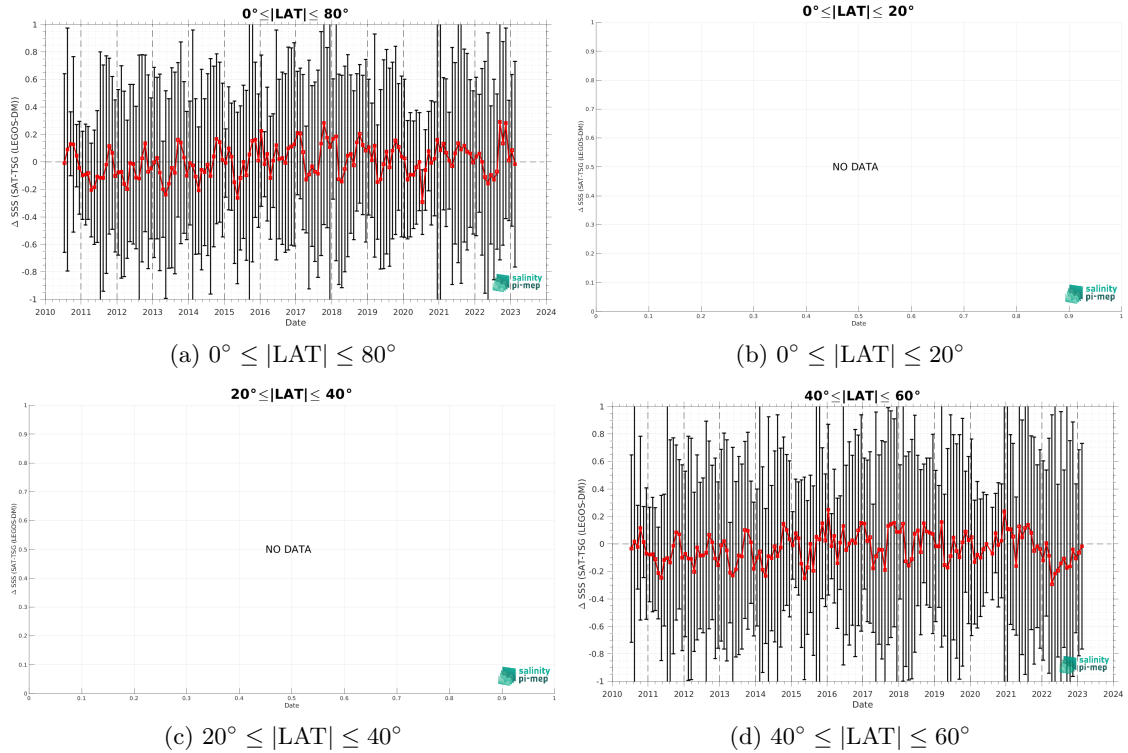 0°≤|LAT|≤ 80°
1
0.8
0.6
0.4
0.2
0
-0.2
-0.4
-0.6
-0.8
-1
Δ SSS (SAT-TSG (LEGOS-DM))
2010 2011 2012 2013 2014 2015 2016 2017 2018 2019 2020 2021 2022 2023 2024
Date
salinity
pi-mep
(a) 0° ≤ |LAT| ≤ 80°
0°≤|LAT|≤ 20°
1
0.9
0.8
0.7
0.6
0.5
0.4
0.3
0.2
0.1
0
Δ SSS (SAT-TSG (LEGOS-DM))
NO DATA
0 0.1 0.2 0.3 0.4 0.5 0.6 0.7 0.8 0.9 1
Date
salinity
pi-mep
(b) 0° ≤ |LAT| ≤ 20°
20°≤|LAT|≤ 40°
1
0.9
0.8
0.7
0.6
0.5
0.4
0.3
0.2
0.1
0
Δ SSS (SAT-TSG (LEGOS-DM))
NO DATA
0 0.1 0.2 0.3 0.4 0.5 0.6 0.7 0.8 0.9 1
Date
salinity
pi-mep
(c) 20° ≤ |LAT| ≤ 40°
40°≤|LAT|≤ 60°
1
0.8
0.6
0.4
0.2
0
-0.2
-0.4
-0.6
-0.8
-1
Δ SSS (SAT-TSG (LEGOS-DM))
2010 2011 2012 2013 2014 2015 2016 2017 2018 2019 2020 2021 2022 2023 2024
Date
salinity
pi-mep
(d) 40° ≤ |LAT| ≤ 60°